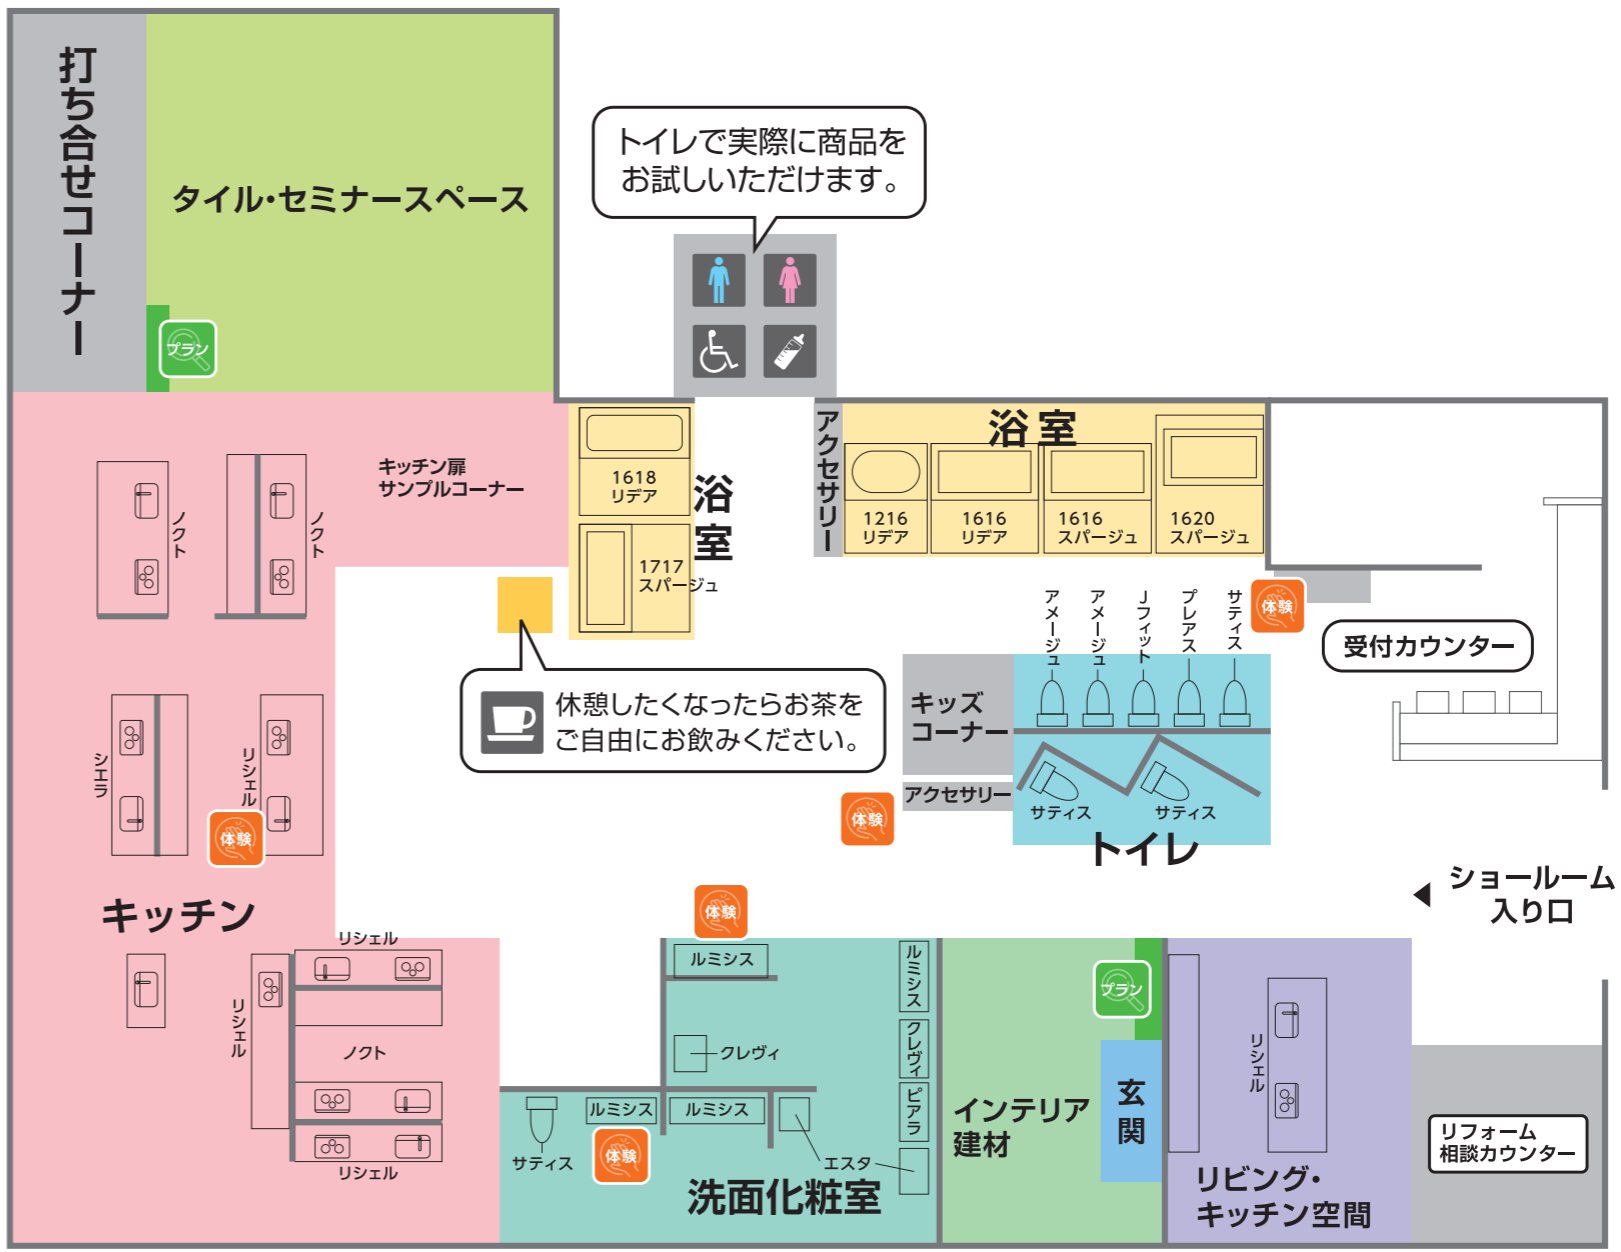 打ち合せコーナー
タイル・セミナースペース
プラン
トイレで実際に商品を
お試しいただけます。
キッチン扉
サンプルコーナー
ノクト
ノクト
1618
リデア
1717
スパージュ
浴室
アクセサリー
浴室
1216
リデア
1616
リデア
1616
スパージュ
1620
スパージュ
休憩したくなったらお茶を
ご自由にお飲みください。
アメージュ
アメージュ
Jフィット
プレアス
サティス
体験
受付カウンター
キッズ
コーナー
アクセサリー
体験
サティス
サティス
トイレ
シエラ
リシェル
体験
キッチン
ショールーム
入り口
リシェル
リシェル
ノクト
リシェル
体験
ルミシス
クレヴィ
ルミシス
ルミシス
サティス
体験
エスタ
ルミシス
クレヴィ
ピアラ
洗面化粧室
プラン
インテリア
建材
玄関
リシェル
リビング・
キッチン空間
リフォーム
相談カウンター